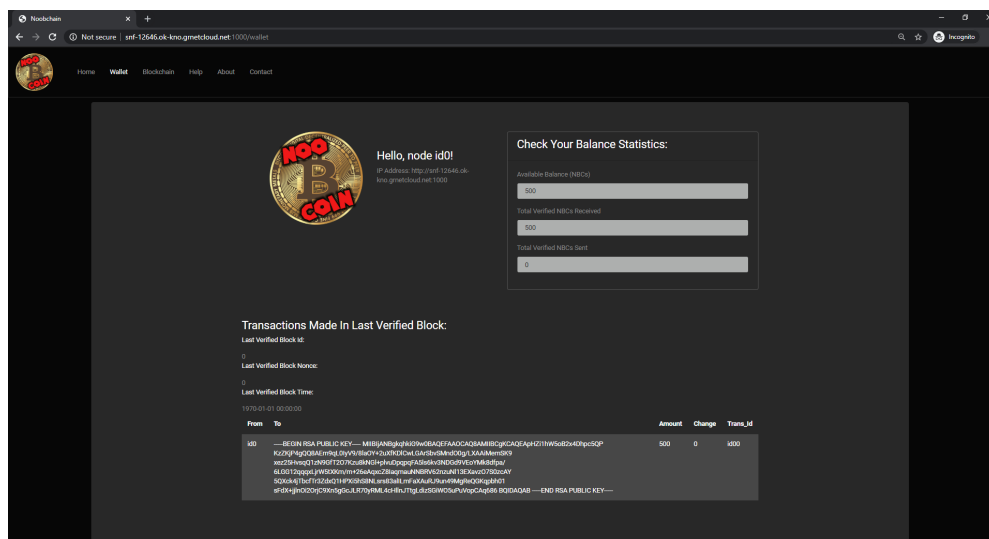 Noobchain
Not secure | snf-12646.ok-kno.grnetcloud.net:1000/wallet
Incognito
NOO
COIN
Home Wallet Blockchain Help About Contact
NOO
COIN
Hello, node id0!
IP Address: http://snf-12646.ok-
kno.grnetcloud.net:1000
Check Your Balance Statistics:
Available Balance (NBCs)
500
Total Verified NBCs Received
500
Total Verified NBCs Sent
0
Transactions Made In Last Verified Block:
Last Verified Block Id:
0
Last Verified Block Nonce:
0
Last Verified Block Time:
1970-01-01 00:00:00
From To Amount Change Trans_Id
id0 -----BEGIN RSA PUBLIC KEY----- 500 0 id00
-----END RSA PUBLIC KEY-----